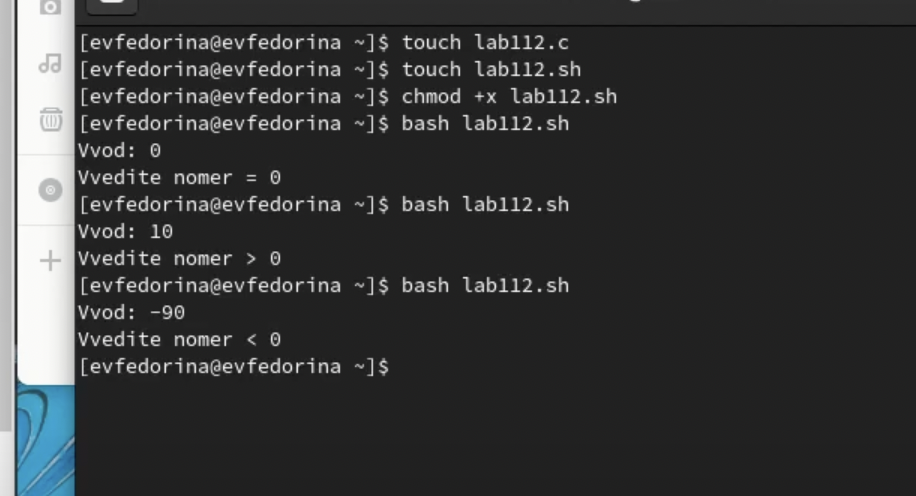 [evfedorina@evfedorina ~]$ touch lab112.c
[evfedorina@evfedorina ~]$ touch lab112.sh
[evfedorina@evfedorina ~]$ chmod +x lab112.sh
[evfedorina@evfedorina ~]$ bash lab112.sh
Vvod: 0
Vvedite nomer = 0
[evfedorina@evfedorina ~]$ bash lab112.sh
Vvod: 10
Vvedite nomer > 0
[evfedorina@evfedorina ~]$ bash lab112.sh
Vvod: -90
Vvedite nomer < 0
[evfedorina@evfedorina ~]$